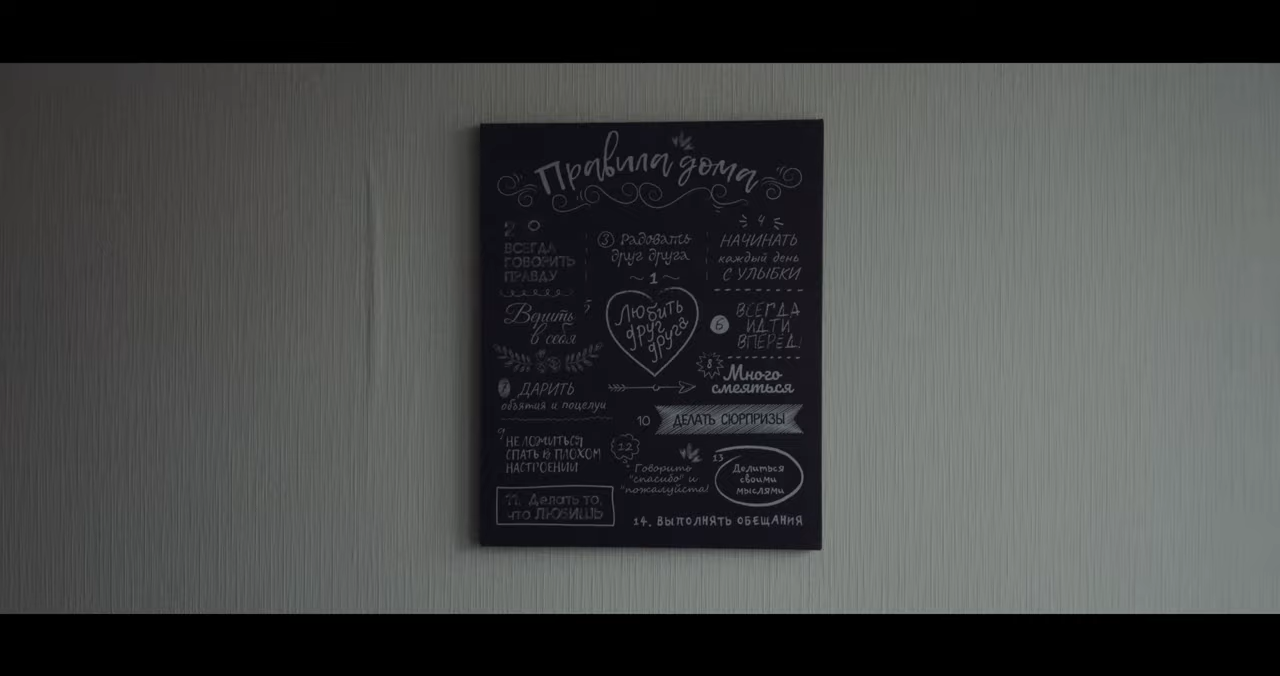 Правила дома
2
ВСЕГДА
ГОВОРИТЬ
ПРАВДУ
3 Радовать
друг друга
4
НАЧИНАТЬ
каждый день
С УЛЫБКИ
1
Любить
друг
друга
5
Верить
в себя
6
ВСЕГДА
ИДТИ
ВПЕРЁД!
7 ДАРИТЬ
объятия и поцелуи
8 Много
смеяться
9
НЕ ЛОЖИТЬСЯ
СПАТЬ В ПЛОХОМ
НАСТРОЕНИИ
10 ДЕЛАТЬ СЮРПРИЗЫ
11. Делать то,
что ЛЮБИШЬ
12
Говорить
"спасибо" и
"пожалуйста!
13
Делиться
своими
мыслями
14. ВЫПОЛНЯТЬ ОБЕЩАНИЯ